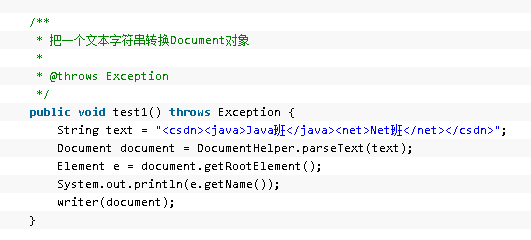 /**
 * 把一个文本字符串转换Document对象
 *
 * @throws Exception
 */
public void test1() throws Exception {
    String text = "<csdn><java>Java班</java><net>Net班</net></csdn>";
    Document document = DocumentHelper.parseText(text);
    Element e = document.getRootElement();
    System.out.println(e.getName());
    writer(document);
}